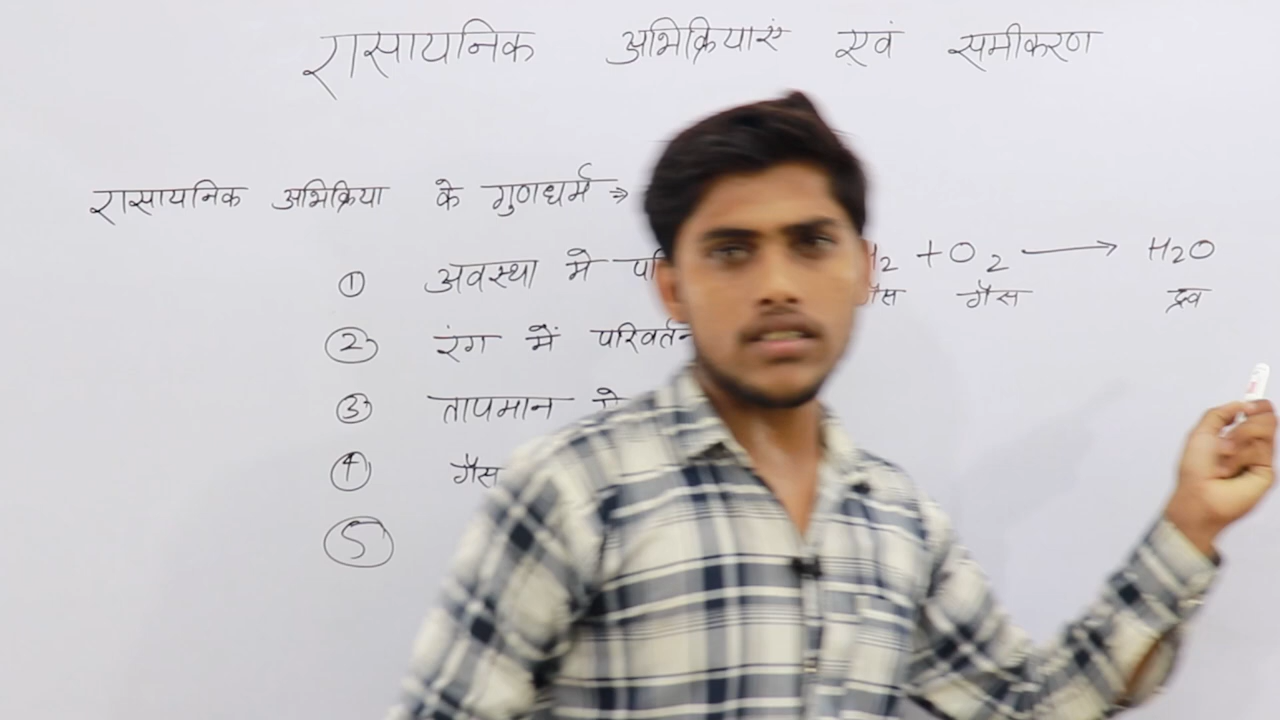 रासायनिक अभिक्रियाएं एवं समीकरण
रासायनिक अभिक्रिया के गुणधर्म ⇒
① अवस्था में + O2 ⟶ H2O
गैस द्रव
② रंग में परिवर्तन
③ तापमान
④ गैस
⑤